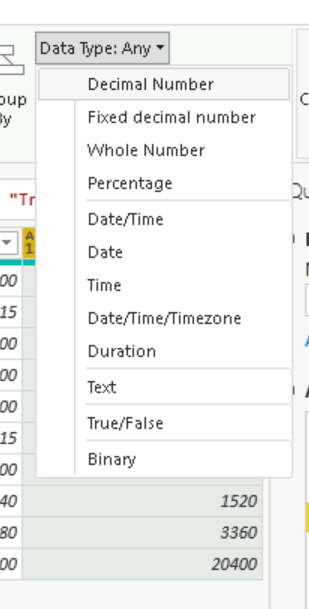 Data Type: Any
Decimal Number
oup
Fixed decimal number
By
Whole Number
Percentage
"Tr
Date/Time
Date
Time
00
15
Date/Time/Timezone
00
Duration
00
Text
00
True/False
15
Binary
00
40 1520
80 3360
00 20400